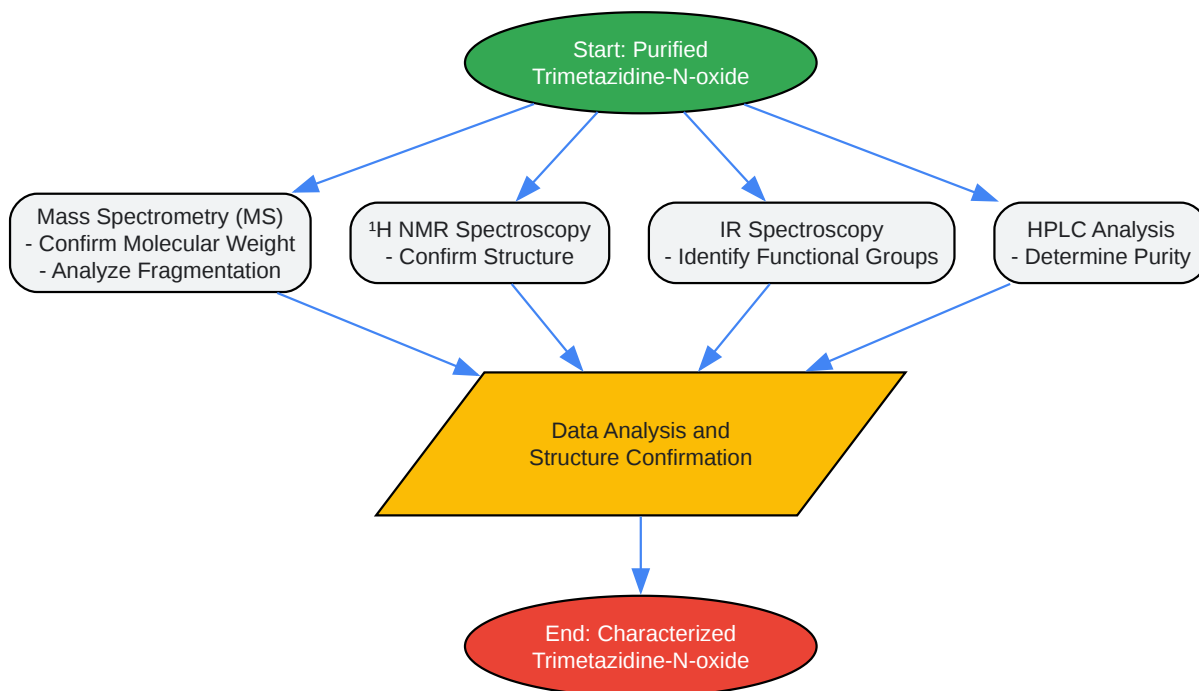 Start: Purified
Trimetazidine-N-oxide
Mass Spectrometry (MS)
- Confirm Molecular Weight
- Analyze Fragmentation
¹H NMR Spectroscopy
- Confirm Structure
IR Spectroscopy
- Identify Functional Groups
HPLC Analysis
- Determine Purity
Data Analysis and
Structure Confirmation
End: Characterized
Trimetazidine-N-oxide